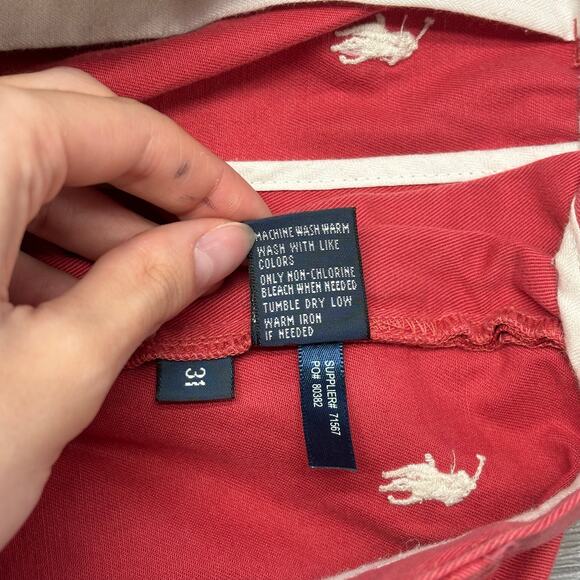 MACHINE WASH WARM
WASH WITH LIKE
COLORS
ONLY NON-CHLORINE
BLEACH WHEN NEEDED
TUMBLE DRY LOW
WARM IRON
IF NEEDED
31
SUPPLIER# 71567
PO# 80382